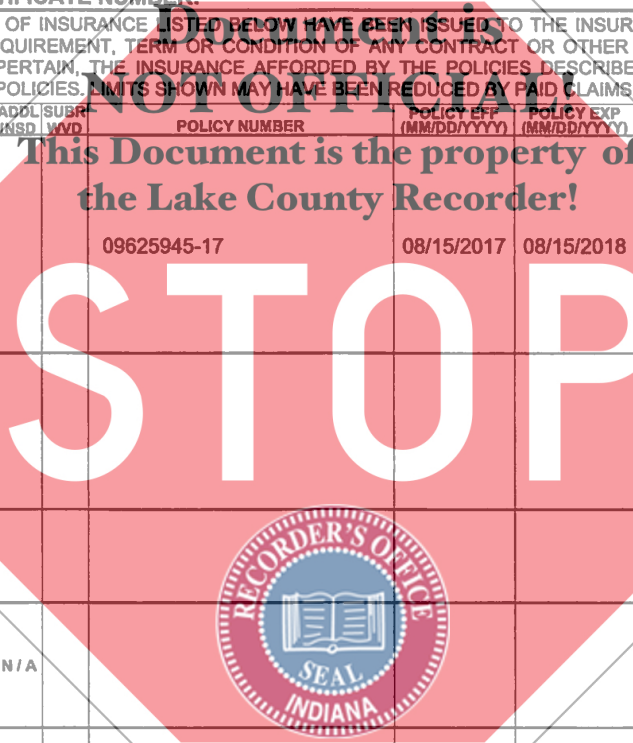 TIFICATE NUMBER:
OF INSURANCE LISTED BELOW HAVE BEEN ISSUED TO THE INSUR
QUIREMENT, TERM OR CONDITION OF ANY CONTRACT OR OTHER
PERTAIN, THE INSURANCE AFFORDED BY THE POLICIES DESCRIBE
POLICIES. LIMITS SHOWN MAY HAVE BEEN REDUCED BY PAID CLAIMS
Document is
NOT OFFICIAL!
This Document is the property of
the Lake County Recorder!
ADDL SUBR
INSD WVD
POLICY NUMBER
POLICY EFF
(MM/DD/YYYY)
POLICY EXP
(MM/DD/YYYY)
09625945-17 08/15/2017 08/15/2018
STOP
RECORDER'S OFFICE
SEAL
INDIANA
N/A